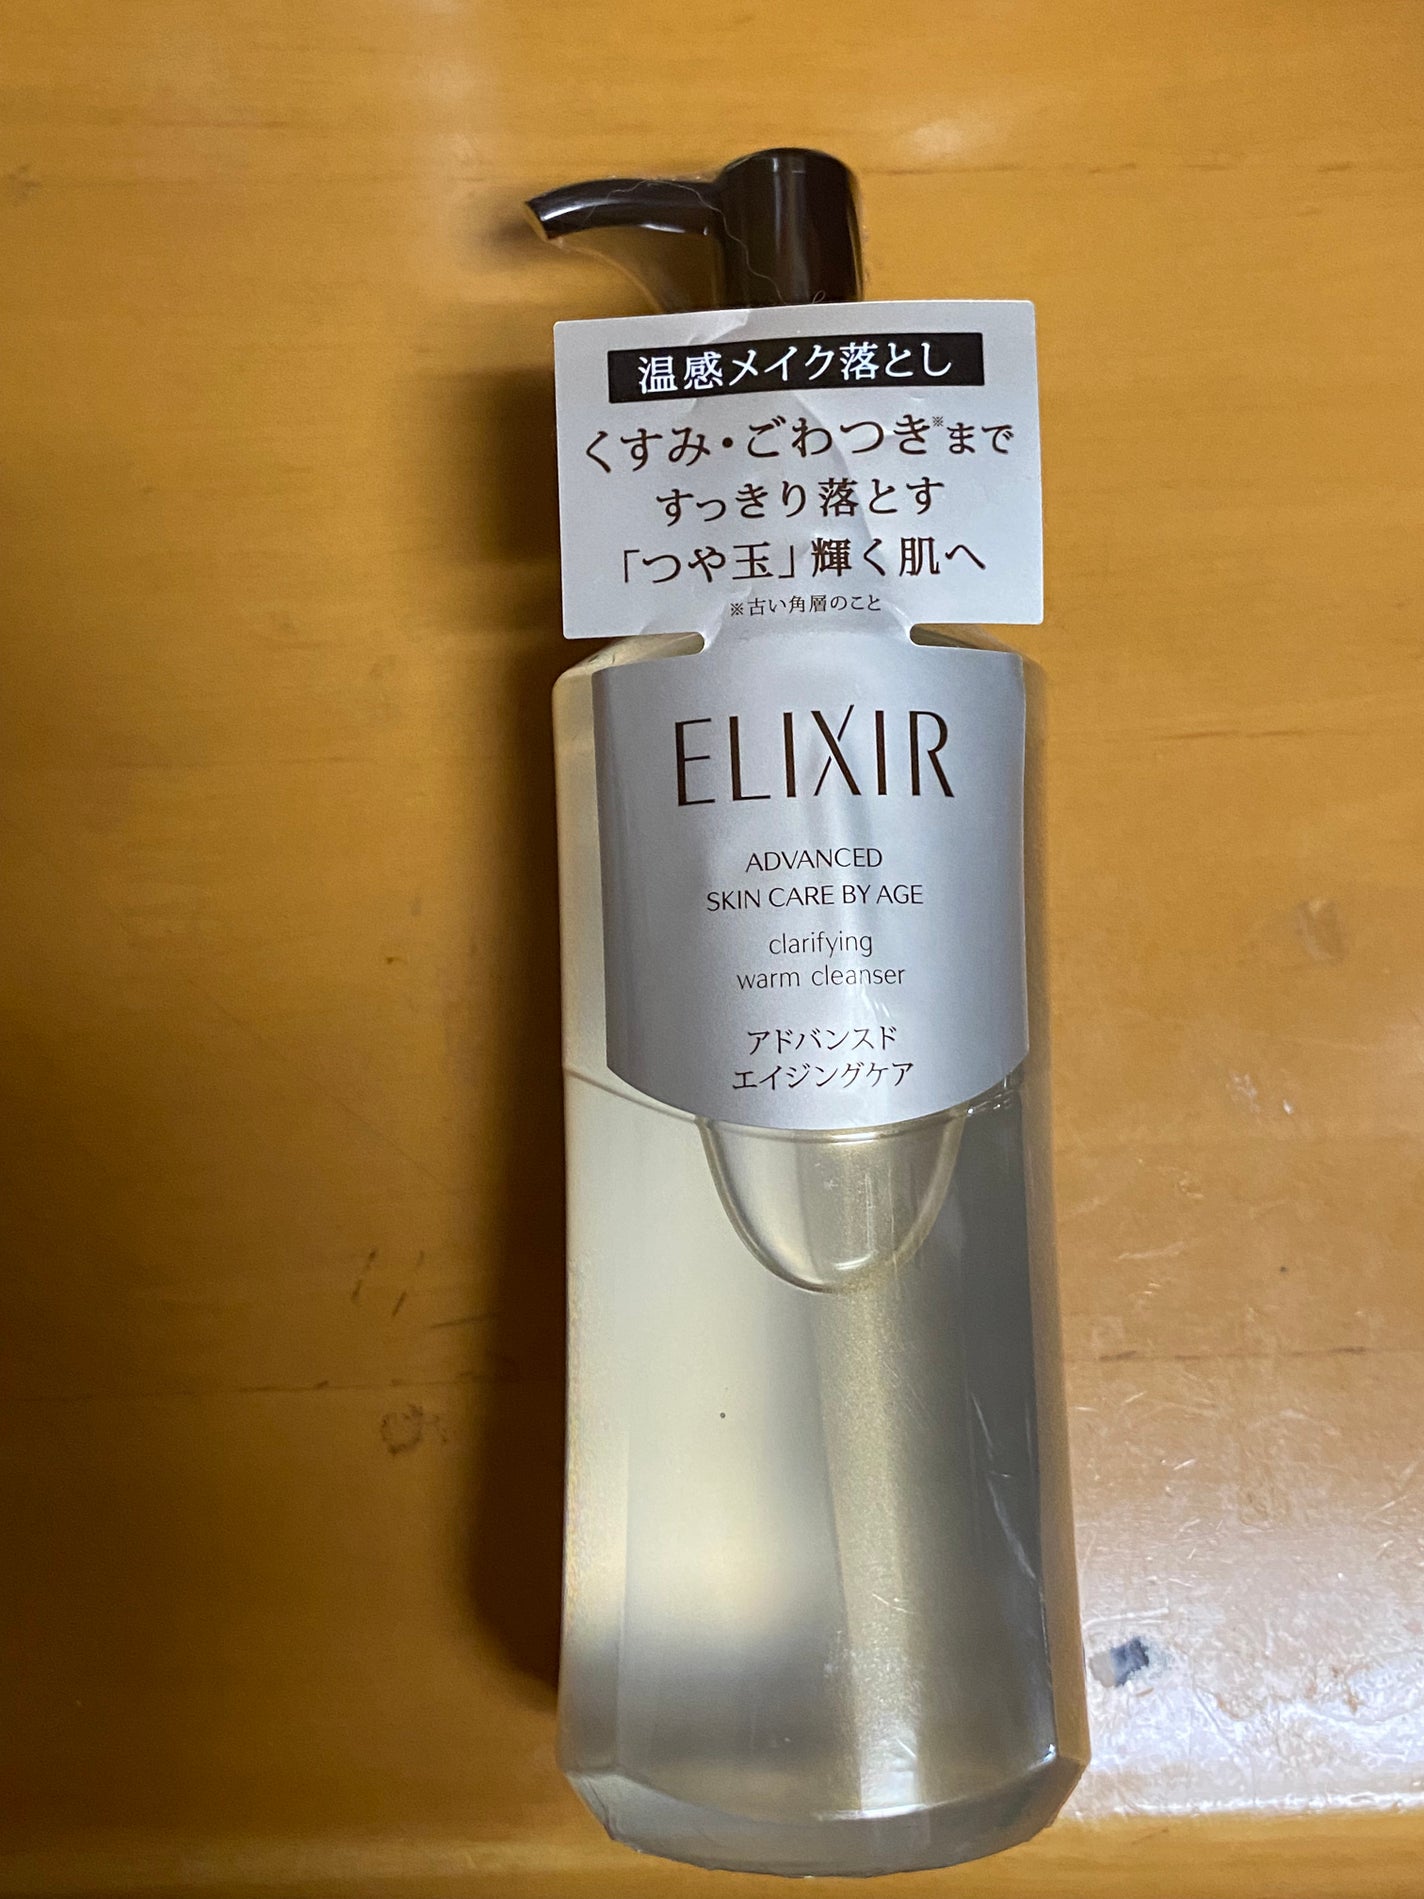 温感メイク落とし
くすみ・ごわつき※まで
すっきり落とす
「つや玉」輝く肌へ
※古い角層のこと
ELIXIR
ADVANCED
SKIN CARE BY AGE
clarifying
warm cleanser
アドバンスド
エイジングケア